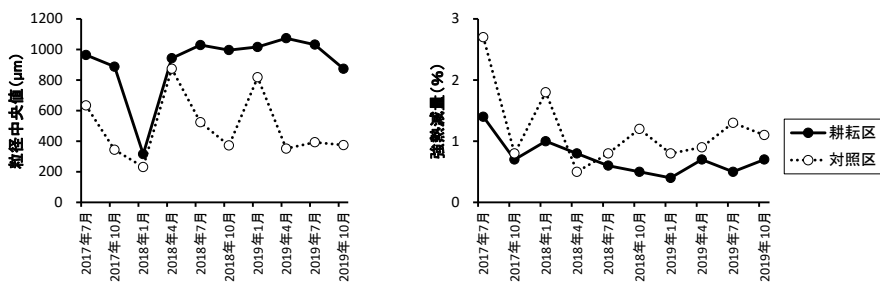 粒径中央値(μm)
1200
1000
800
600
400
200
0
2017年7月
2017年10月
2018年1月
2018年4月
2018年7月
2018年10月
2019年1月
2019年4月
2019年7月
2019年10月
強熱減量(%)
3
2
1
0
2017年7月
2017年10月
2018年1月
2018年4月
2018年7月
2018年10月
2019年1月
2019年4月
2019年7月
2019年10月
耕耘区
対照区